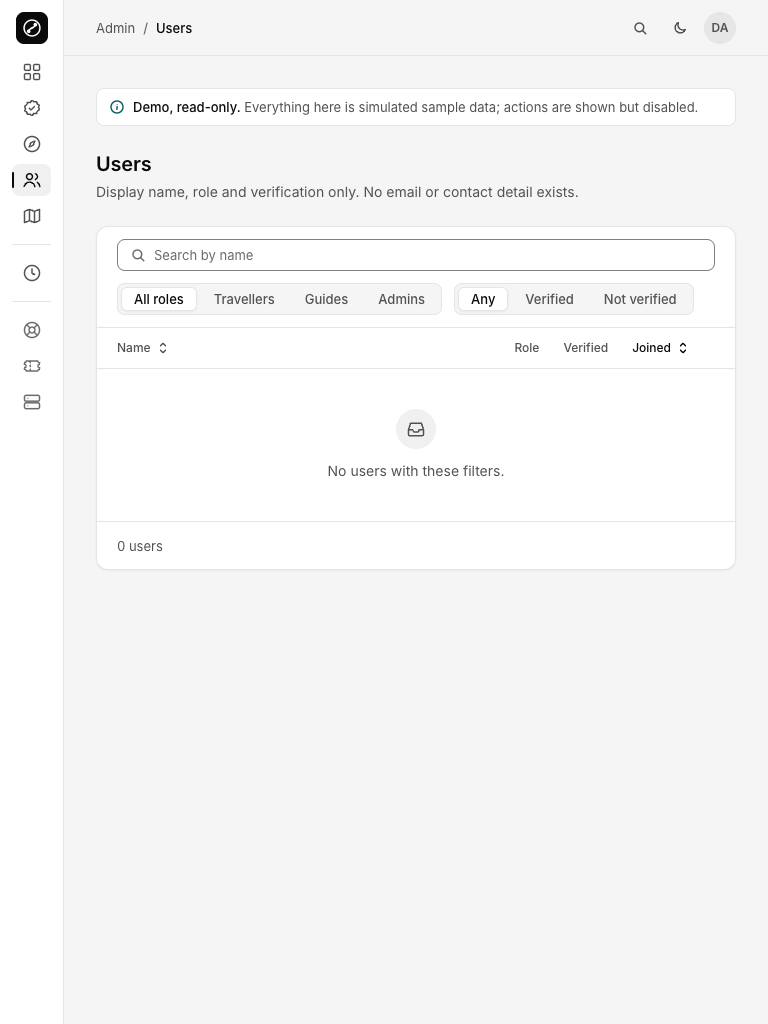 Admin / Users
DA
Demo, read-only. Everything here is simulated sample data; actions are shown but disabled.
Users
Display name, role and verification only. No email or contact detail exists.
Search by name
All roles Travellers Guides Admins Any Verified Not verified
Name Role Verified Joined
No users with these filters.
0 users